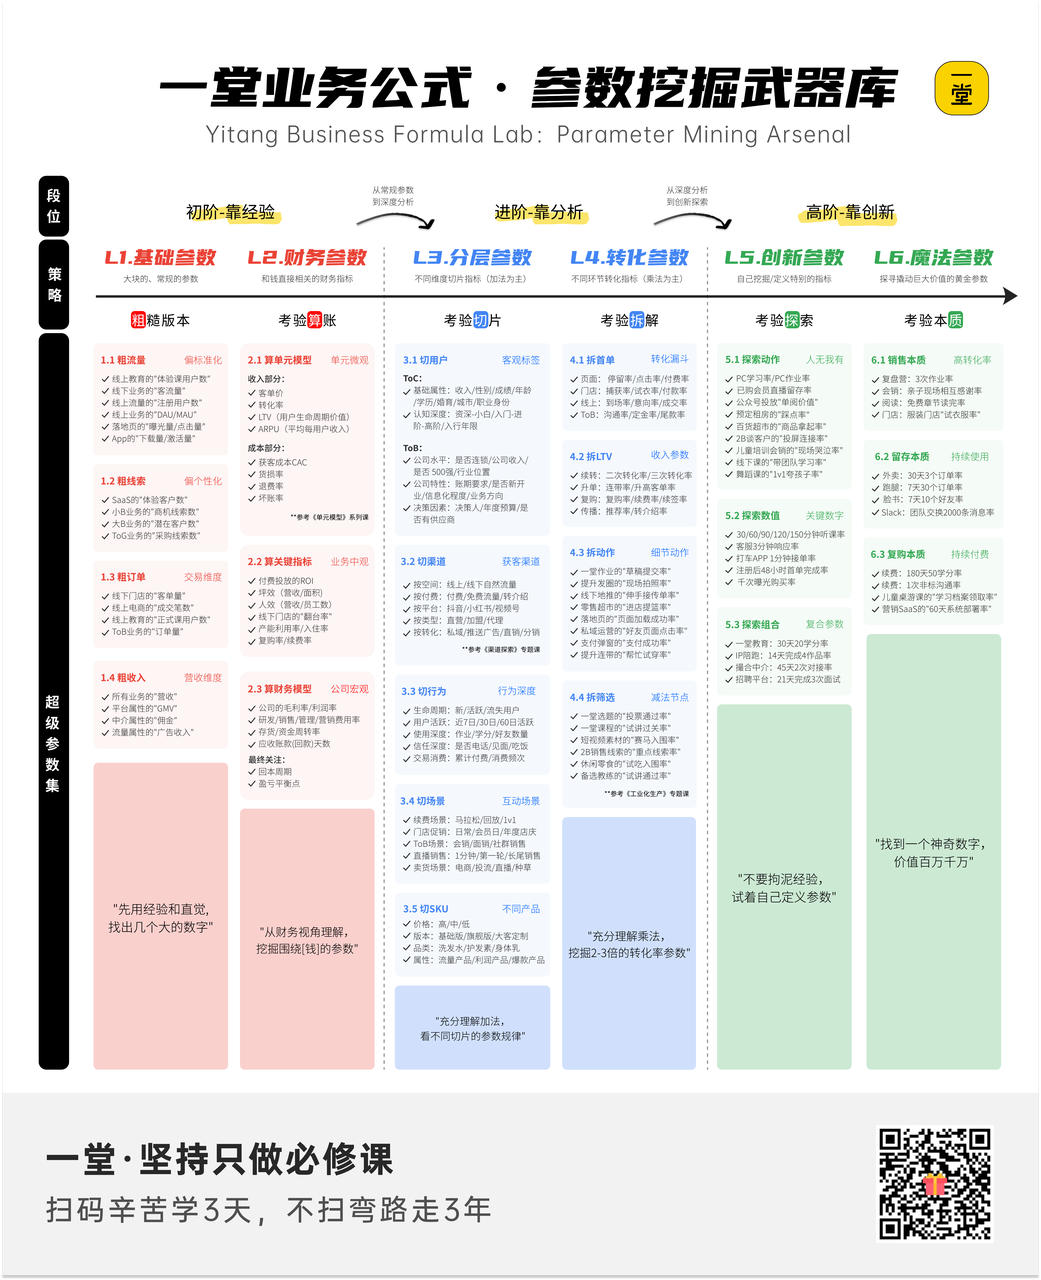 一堂业务公式 · 参数挖掘武器库
一堂
Yitang Business Formula Lab: Parameter Mining Arsenal
段位
初阶-靠经验
从常规参数
到深度分析
进阶-靠分析
从深度分析
到创新探索
高阶-靠创新
策略
L1.基础参数
大块的、常规的参数
L2.财务参数
和钱直接相关的财务指标
L3.分层参数
不同维度切片指标（加法为主）
L4.转化参数
不同环节转化指标（乘法为主）
L5.创新参数
自己挖掘/定义特别的指标
L6.魔法参数
探寻撬动巨大价值的黄金参数
粗糙版本
考验算账
考验切片
考验拆解
考验探索
考验本质
超级参数集
1.1 粗流量 偏标准化
线上教育的"体验课用户数"
线下业务的"客流量"
线上流量的"注册用户数"
线上业务的"DAU/MAU"
落地页的"曝光量/点击量"
App的"下载量/激活量"
1.2 粗线索 偏个性化
SaaS的"体验客户数"
小B业务的"商机线索数"
大B业务的"潜在客户数"
ToG业务的"采购线索数"
1.3 粗订单 交易维度
线下门店的"客单量"
线上电商的"成交笔数"
线上教育的"正式课用户数"
ToB业务的"订单量"
1.4 粗收入 营收维度
所有业务的"营收"
平台属性的"GMV"
中介属性的"佣金"
流量属性的"广告收入"
"先用经验和直觉，
找出几个大的数字"
2.1 算单元模型 单元微观
收入部分：
客单价
转化率
LTV（用户生命周期价值）
ARPU（平均每用户收入）
成本部分：
获客成本CAC
货损率
退费率
坏账率
**参考《单元模型》系列课
2.2 算关键指标 业务中观
付费投放的ROI
坪效（营收/面积)
人效（营收/员工数）
线下门店的"翻台率"
产能利用率/入住率
复购率/续费率
2.3 算财务模型 公司宏观
公司的毛利率/利润率
研发/销售/管理/营销费用率
存货/资金周转率
应收账款(回款)天数
最终关注：
回本周期
盈亏平衡点
"从财务视角理解，
挖掘围绕[钱]的参数"
3.1 切用户 客观标签
ToC：
基础属性：收入/性别/成绩/年龄
/学历/婚育/城市/职业身份
认知深度：资深-小白/入门-进
阶-高阶/入行年限
ToB：
公司水平：是否连锁/公司收入/
是否 500强/行业位置
公司特性：账期要求/是否新开
业/信息化程度/业务方向
决策因素：决策人/年度预算/是
否有供应商
3.2 切渠道 获客渠道
按空间：线上/线下自然流量
按付费：付费/免费流量/转介绍
按平台：抖音/小红书/视频号
按类型：直营/加盟/代理
按转化：私域/推送广告/直销/分销
**参考《渠道探索》专题课
3.3 切行为 行为深度
生命周期：新/活跃/流失用户
用户活跃：近7日/30日/60日活跃
使用深度：作业/学分/好友数量
信任深度：是否电话/见面/吃饭
交易消费：累计付费/消费频次
3.4 切场景 互动场景
续费场景：马拉松/回放/1v1
门店促销：日常/会员日/年度店庆
ToB场景：会销/面销/社群销售
直播销售：1分钟/第一轮/长尾销售
卖货场景：电商/投流/直播/种草
3.5 切SKU 不同产品
价格：高/中/低
版本：基础版/旗舰版/大客定制
品类：洗发水/护发素/身体乳
属性：流量产品/利润产品/爆款产品
"充分理解加法，
看不同切片的参数规律"
4.1 拆首单 转化漏斗
页面： 停留率/点击率/付费率
门店：捕获率/试衣率/付款率
线上：到场率/意向率/成交率
ToB：沟通率/定金率/尾款率
4.2 拆LTV 收入参数
续转：二次转化率/三次转化率
升单：连带率/升高客单率
复购：复购率/续费率/续签率
传播：推荐率/转介绍率
4.3 拆动作 细节动作
一堂作业的"草稿提交率"
提升发圈的"现场拍照率"
线下地推的"伸手接传单率"
零售超市的"进店提篮率"
落地页的"页面加载成功率"
私域运营的"好友页面点击率"
支付弹窗的"支付成功率"
提升连带的"帮忙试穿率"
4.4 拆筛选 减法节点
一堂选题的"投票通过率"
一堂课程的"试讲过关率"
短视频素材的"赛马入围率"
2B销售线索的"重点线索率"
休闲零食的"试吃入围率"
备选教练的"试讲通过率"
**参考《工业化生产》专题课
"充分理解乘法，
挖掘2-3倍的转化率参数"
5.1 探索动作 人无我有
PC学习率/PC作业率
已购会员直播留存率
公众号投放"单阅价值"
预定租房的"踩点率"
百货超市的"商品拿起率"
2B谈客户的"投屏连接率"
儿童培训会销的"现场哭泣率"
线下课的"带团队学习率"
舞蹈课的"1v1夸孩子率"
5.2 探索数值 关键数字
30/60/90/120/150分钟听课率
客服3分钟响应率
打车APP 1分钟接单率
注册后48小时首单完成率
千次曝光购买率
5.3 探索组合 复合参数
一堂教育：30天20学分率
IP陪跑：14天完成4作品率
撮合中介：45天2次对接率
招聘平台：21天完成3次面试
"不要拘泥经验，
试着自己定义参数"
6.1 销售本质 高转化率
复盘营：3次作业率
会销：亲子现场相互感谢率
阅读：免费章节读完率
门店：服装门店"试衣服率"
6.2 留存本质 持续使用
外卖：30天3个订单率
跑腿：7天30个订单率
脸书：7天10个好友率
Slack：团队交换2000条消息率
6.3 复购本质 持续付费
续费：180天50学分率
续费：1次非标沟通率
儿童桌游课的"学习档案领取率"
营销SaaS的"60天系统部署率"
"找到一个神奇数字，
价值百万千万"
一堂·坚持只做必修课
扫码辛苦学3天，不扫弯路走3年